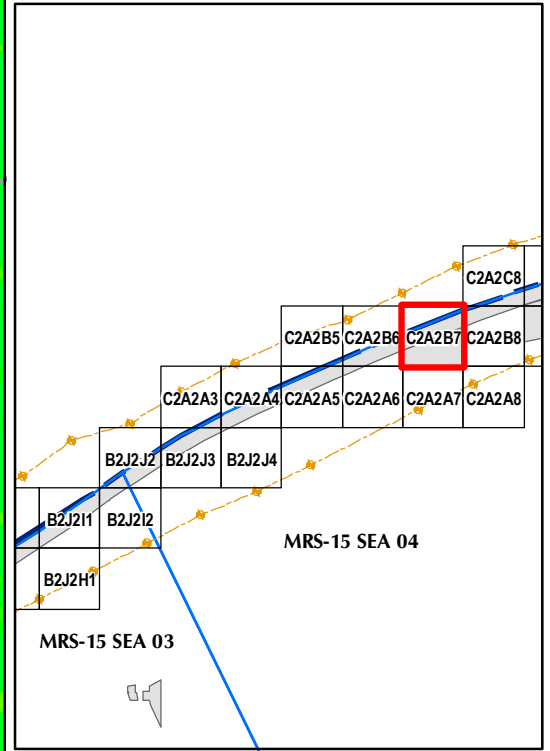 C2A2C8
C2A2B5 C2A2B6 C2A2B7 C2A2B8
C2A2A3 C2A2A4 C2A2A5 C2A2A6 C2A2A7 C2A2A8
B2J2J2 B2J2J3 B2J2J4
B2J2I1 B2J2I2
MRS-15 SEA 04
B2J2H1
MRS-15 SEA 03